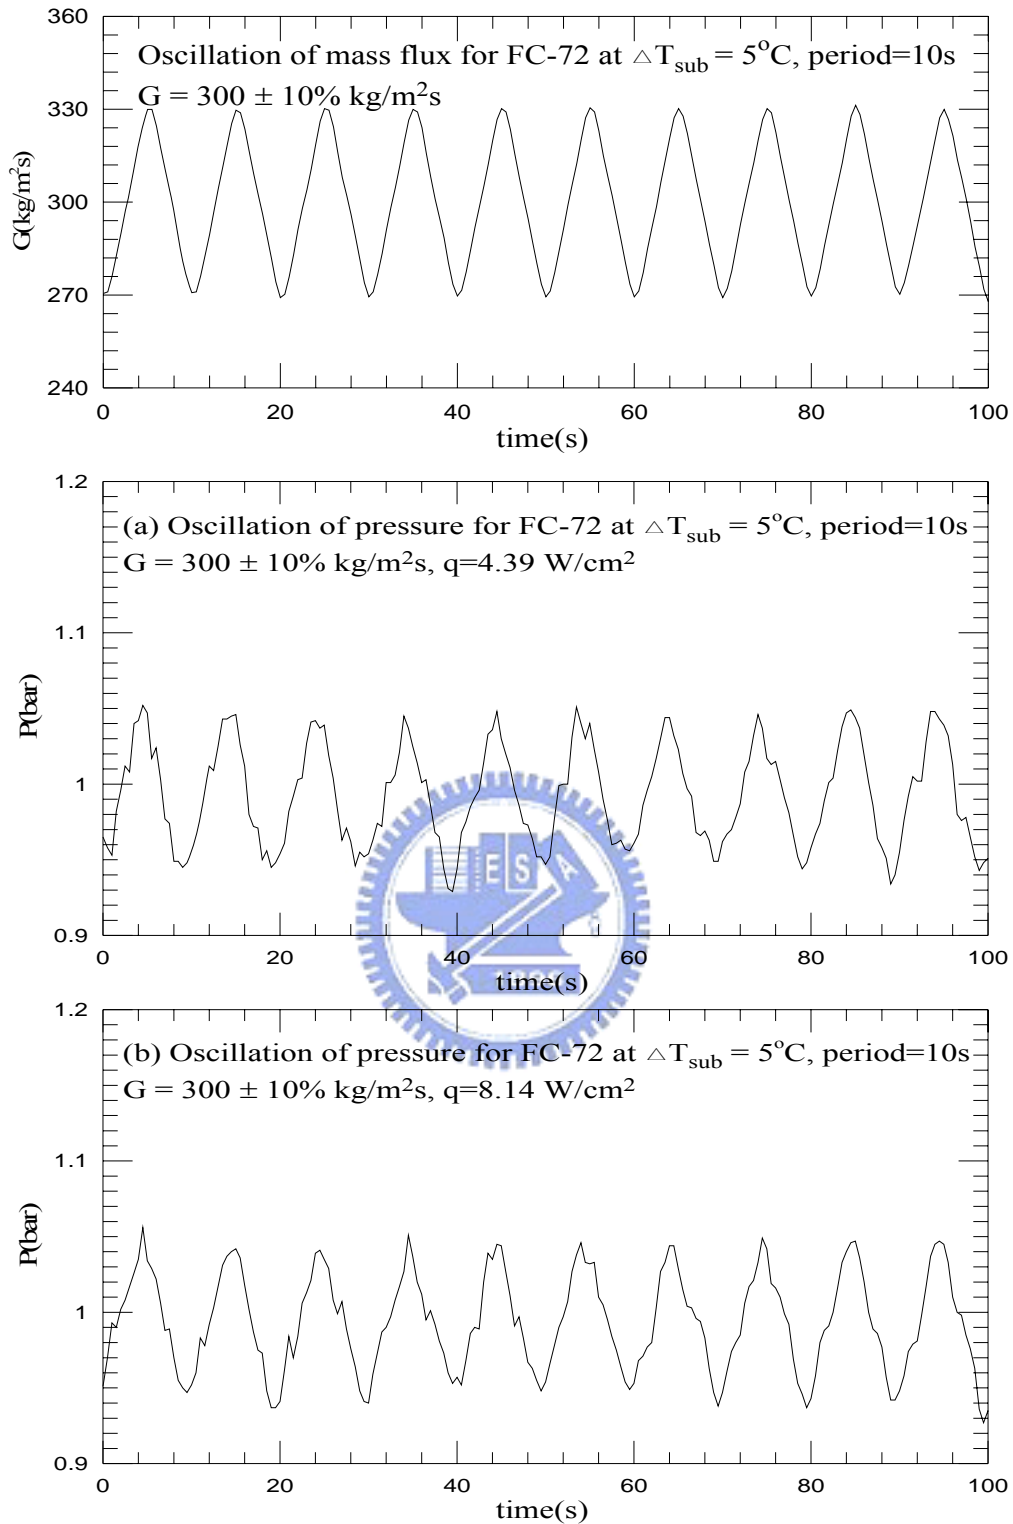 360
330
300
270
240
G(kg/m²s)
Oscillation of mass flux for FC-72 at △T_sub = 5°C, period=10s
G = 300 ± 10% kg/m²s
0 20 40 60 80 100
time(s)
1.2
1.1
1
0.9
P(bar)
(a) Oscillation of pressure for FC-72 at △T_sub = 5°C, period=10s
G = 300 ± 10% kg/m²s, q=4.39 W/cm²
E S A
0 20 40 60 80 100
time(s)
1.2
1.1
1
0.9
P(bar)
(b) Oscillation of pressure for FC-72 at △T_sub = 5°C, period=10s
G = 300 ± 10% kg/m²s, q=8.14 W/cm²
0 20 40 60 80 100
time(s)